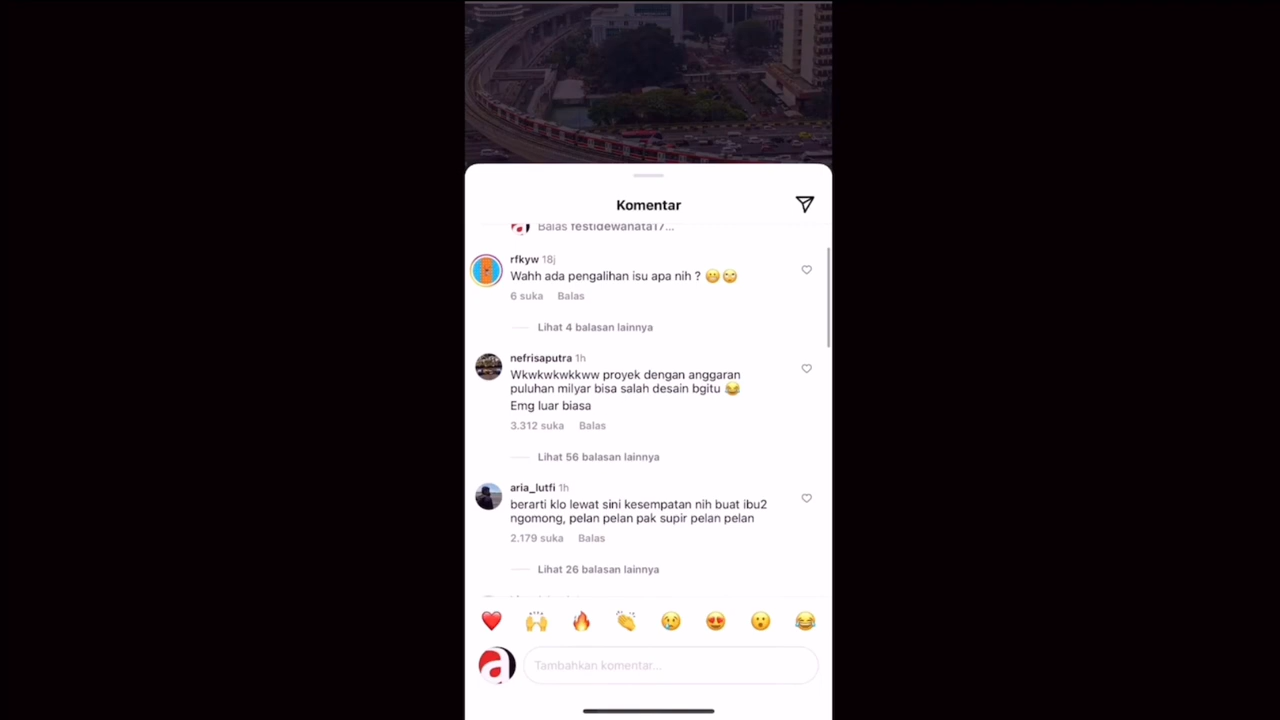 Komentar
Balas festidewanata17...
rfkyw 18j
Wahh ada pengalihan isu apa nih ? 🤭🙄
6 suka Balas
Lihat 4 balasan lainnya
nefrisaputra 1h
Wkwkwkwkkww proyek dengan anggaran
puluhan milyar bisa salah desain bgitu 😂
Emg luar biasa
3.312 suka Balas
Lihat 56 balasan lainnya
aria_lutfi 1h
berarti klo lewat sini kesempatan nih buat ibu2
ngomong, pelan pelan pak supir pelan pelan
2.179 suka Balas
Lihat 26 balasan lainnya
❤️ 🙌 🔥 👏 😢 😍 😮 😂
Tambahkan komentar...